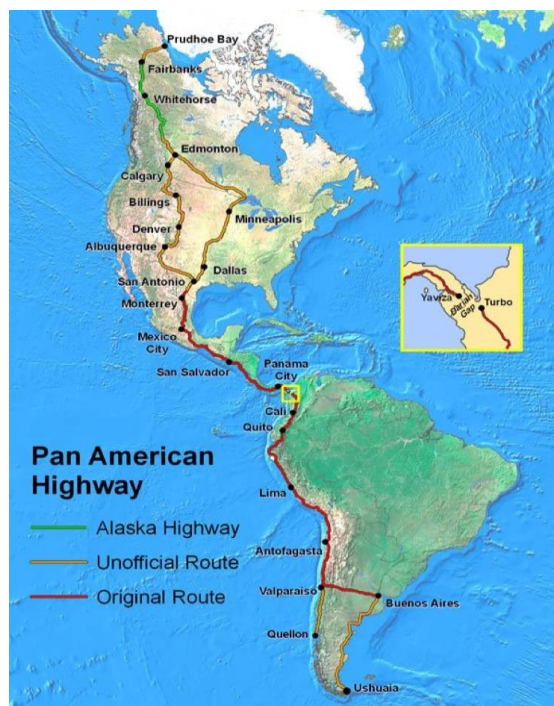 Prudhoe Bay
Fairbanks
Whitehorse
Edmonton
Calgary
Billings
Minneapolis
Denver
Albuquerque
Dallas
San Antonio
Monterrey
Mexico
City
San Salvador
Panama
City
Yaviza
Darian
Gap
Turbo
Cali
Quito
Pan American
Highway
Lima
Alaska Highway
Unofficial Route
Antofagasta
Original Route
Valparaiso
Buenos Aires
Quellon
Ushuaia